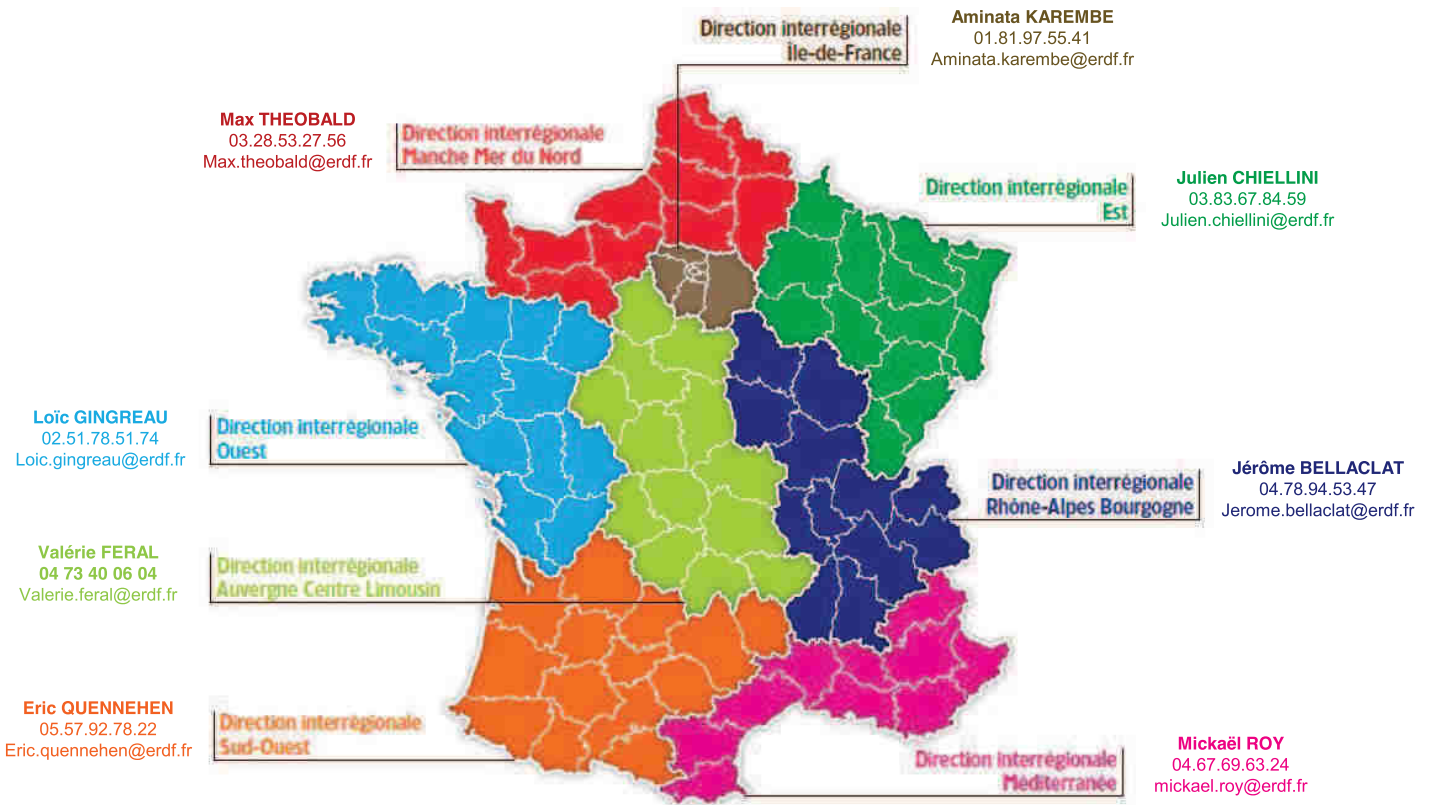 Direction interrégionale
Île-de-France
Aminata KAREMBE
01.81.97.55.41
Aminata.karembe@erdf.fr
Max THEOBALD
03.28.53.27.56
Max.theobald@erdf.fr
Direction interrégionale
Manche Mer du Nord
Direction interrégionale
Est
Julien CHIELLINI
03.83.67.84.59
Julien.chiellini@erdf.fr
Loïc GINGREAU
02.51.78.51.74
Loic.gingreau@erdf.fr
Direction interrégionale
Ouest
Direction interrégionale
Rhône-Alpes Bourgogne
Jérôme BELLACLAT
04.78.94.53.47
Jerome.bellaclat@erdf.fr
Valérie FERAL
04 73 40 06 04
Valerie.feral@erdf.fr
Direction interrégionale
Auvergne Centre Limousin
Eric QUENNEHEN
05.57.92.78.22
Eric.quennehen@erdf.fr
Direction interrégionale
Sud-Ouest
Direction interrégionale
Méditerranée
Mickaël ROY
04.67.69.63.24
mickael.roy@erdf.fr